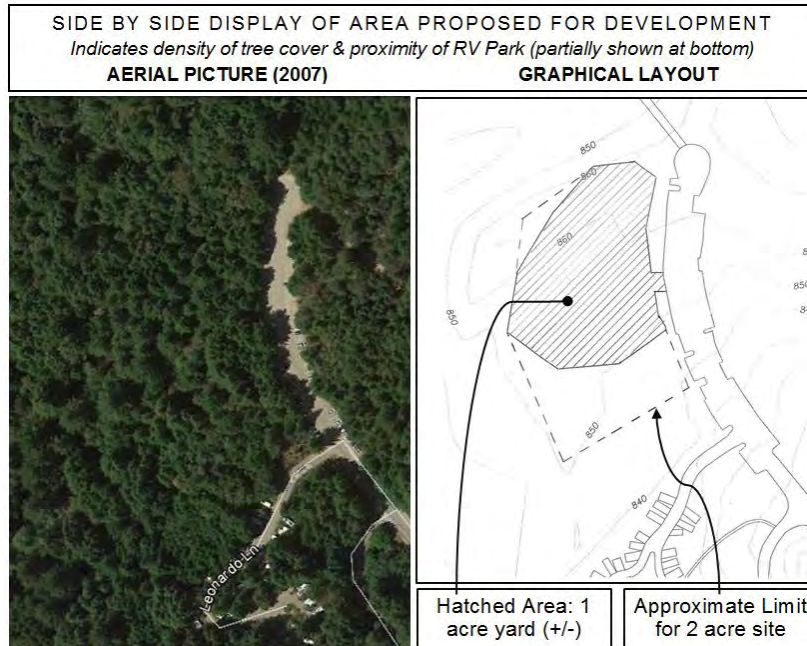 SIDE BY SIDE DISPLAY OF AREA PROPOSED FOR DEVELOPMENT
Indicates density of tree cover & proximity of RV Park (partially shown at bottom)
AERIAL PICTURE (2007)
GRAPHICAL LAYOUT
Leonardo Ln
850
860
860
850
850
840
850
Hatched Area: 1
acre yard (+/-)
Approximate Limit
for 2 acre site